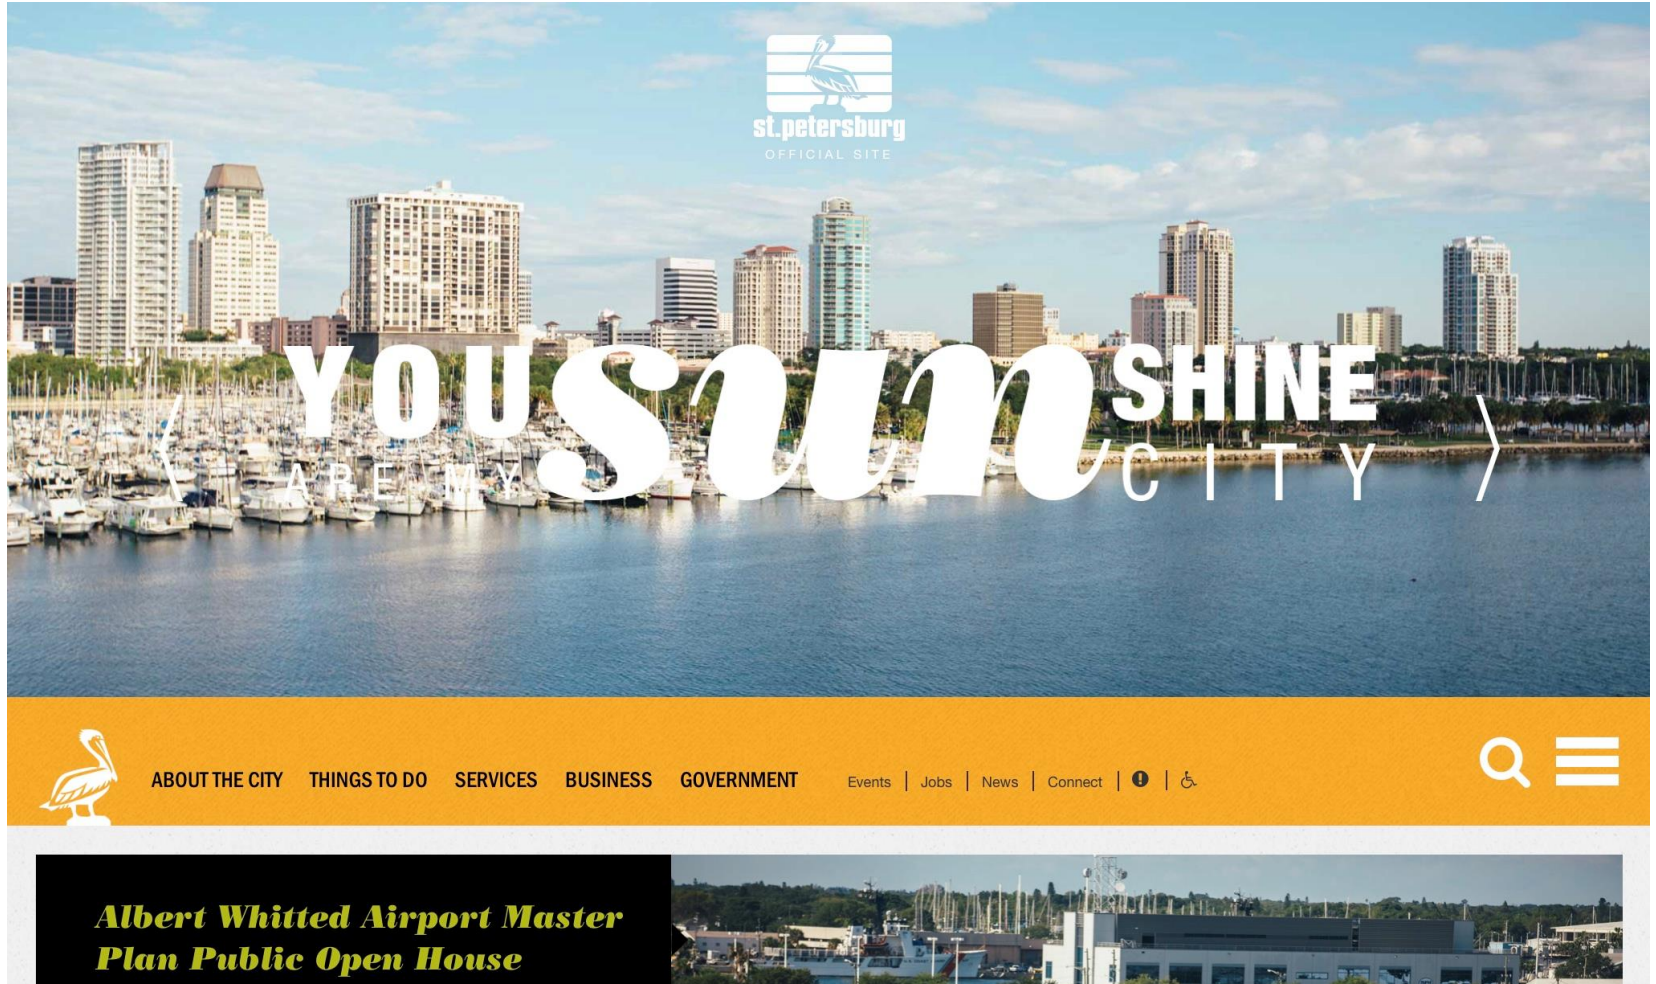 st.petersburg
OFFICIAL SITE
YOU sun SHINE
ARE MY CITY
ABOUT THE CITY THINGS TO DO SERVICES BUSINESS GOVERNMENT Events | Jobs | News | Connect
Albert Whitted Airport Master
Plan Public Open House